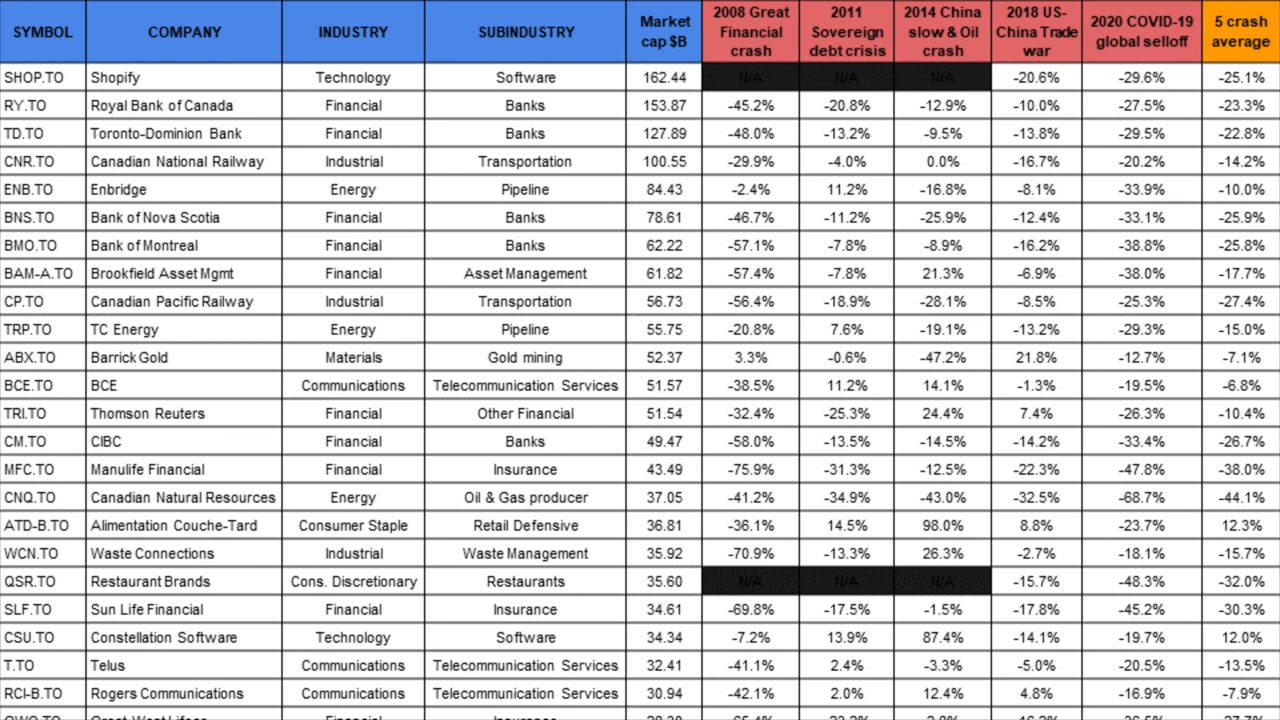 SYMBOL COMPANY INDUSTRY SUBINDUSTRY Market cap $B 2008 Great Financial crash 2011 Sovereign debt crisis 2014 China slow & Oil crash 2018 US-China Trade war 2020 COVID-19 global selloff 5 crash average
SHOP.TO Shopify Technology Software 162.44 N/A N/A N/A -20.6% -29.6% -25.1%
RY.TO Royal Bank of Canada Financial Banks 153.87 -45.2% -20.8% -12.9% -10.0% -27.5% -23.3%
TD.TO Toronto-Dominion Bank Financial Banks 127.89 -48.0% -13.2% -9.5% -13.8% -29.5% -22.8%
CNR.TO Canadian National Railway Industrial Transportation 100.55 -29.9% -4.0% 0.0% -16.7% -20.2% -14.2%
ENB.TO Enbridge Energy Pipeline 84.43 -2.4% 11.2% -16.8% -8.1% -33.9% -10.0%
BNS.TO Bank of Nova Scotia Financial Banks 78.61 -46.7% -11.2% -25.9% -12.4% -33.1% -25.9%
BMO.TO Bank of Montreal Financial Banks 62.22 -57.1% -7.8% -8.9% -16.2% -38.8% -25.8%
BAM-A.TO Brookfield Asset Mgmt Financial Asset Management 61.82 -57.4% -7.8% 21.3% -6.9% -38.0% -17.7%
CP.TO Canadian Pacific Railway Industrial Transportation 56.73 -56.4% -18.9% -28.1% -8.5% -25.3% -27.4%
TRP.TO TC Energy Energy Pipeline 55.75 -20.8% 7.6% -19.1% -13.2% -29.3% -15.0%
ABX.TO Barrick Gold Materials Gold mining 52.37 3.3% -0.6% -47.2% 21.8% -12.7% -7.1%
BCE.TO BCE Communications Telecommunication Services 51.57 -38.5% 11.2% 14.1% -1.3% -19.5% -6.8%
TRI.TO Thomson Reuters Financial Other Financial 51.54 -32.4% -25.3% 24.4% 7.4% -26.3% -10.4%
CM.TO CIBC Financial Banks 49.47 -58.0% -13.5% -14.5% -14.2% -33.4% -26.7%
MFC.TO Manulife Financial Financial Insurance 43.49 -75.9% -31.3% -12.5% -22.3% -47.8% -38.0%
CNQ.TO Canadian Natural Resources Energy Oil & Gas producer 37.05 -41.2% -34.9% -43.0% -32.5% -68.7% -44.1%
ATD-B.TO Alimentation Couche-Tard Consumer Staple Retail Defensive 36.81 -36.1% 14.5% 98.0% 8.8% -23.7% 12.3%
WCN.TO Waste Connections Industrial Waste Management 35.92 -70.9% -13.3% 26.3% -2.7% -18.1% -15.7%
QSR.TO Restaurant Brands Cons. Discretionary Restaurants 35.60 N/A N/A N/A -15.7% -48.3% -32.0%
SLF.TO Sun Life Financial Financial Insurance 34.61 -69.8% -17.5% -1.5% -17.8% -45.2% -30.3%
CSU.TO Constellation Software Technology Software 34.34 -7.2% 13.9% 87.4% -14.1% -19.7% 12.0%
T.TO Telus Communications Telecommunication Services 32.41 -41.1% 2.4% -3.3% -5.0% -20.5% -13.5%
RCI-B.TO Rogers Communications Communications Telecommunication Services 30.94 -42.1% 2.0% 12.4% 4.8% -16.9% -7.9%